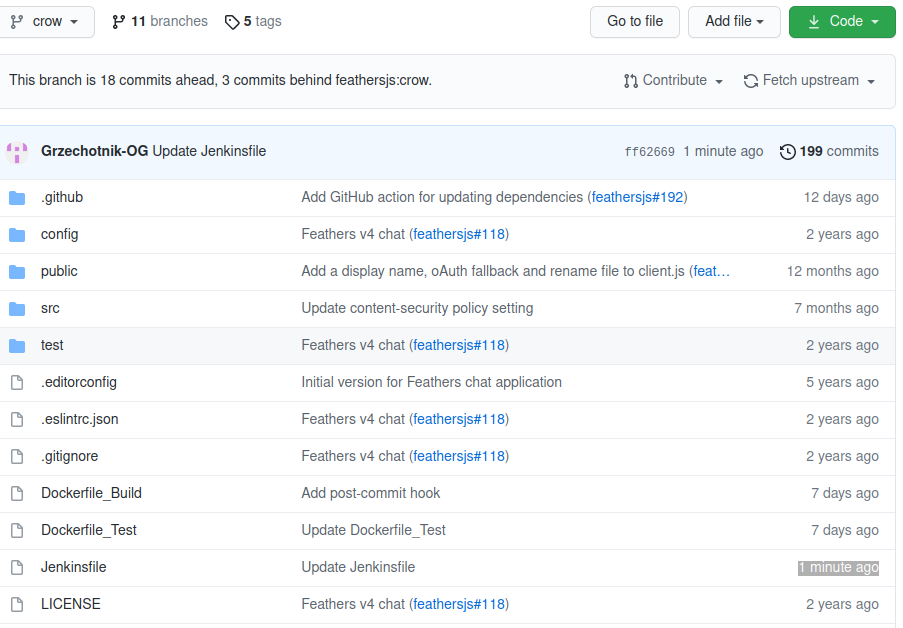 crow 11 branches 5 tags Go to file Add file Code
This branch is 18 commits ahead, 3 commits behind feathersjs:crow. Contribute Fetch upstream
Grzechotnik-OG Update Jenkinsfile ff62669 1 minute ago 199 commits
.github Add GitHub action for updating dependencies (feathersjs#192) 12 days ago
config Feathers v4 chat (feathersjs#118) 2 years ago
public Add a display name, oAuth fallback and rename file to client.js (feat… 12 months ago
src Update content-security policy setting 7 months ago
test Feathers v4 chat (feathersjs#118) 2 years ago
.editorconfig Initial version for Feathers chat application 5 years ago
.eslintrc.json Feathers v4 chat (feathersjs#118) 2 years ago
.gitignore Feathers v4 chat (feathersjs#118) 2 years ago
Dockerfile_Build Add post-commit hook 7 days ago
Dockerfile_Test Update Dockerfile_Test 7 days ago
Jenkinsfile Update Jenkinsfile 1 minute ago
LICENSE Feathers v4 chat (feathersjs#118) 2 years ago